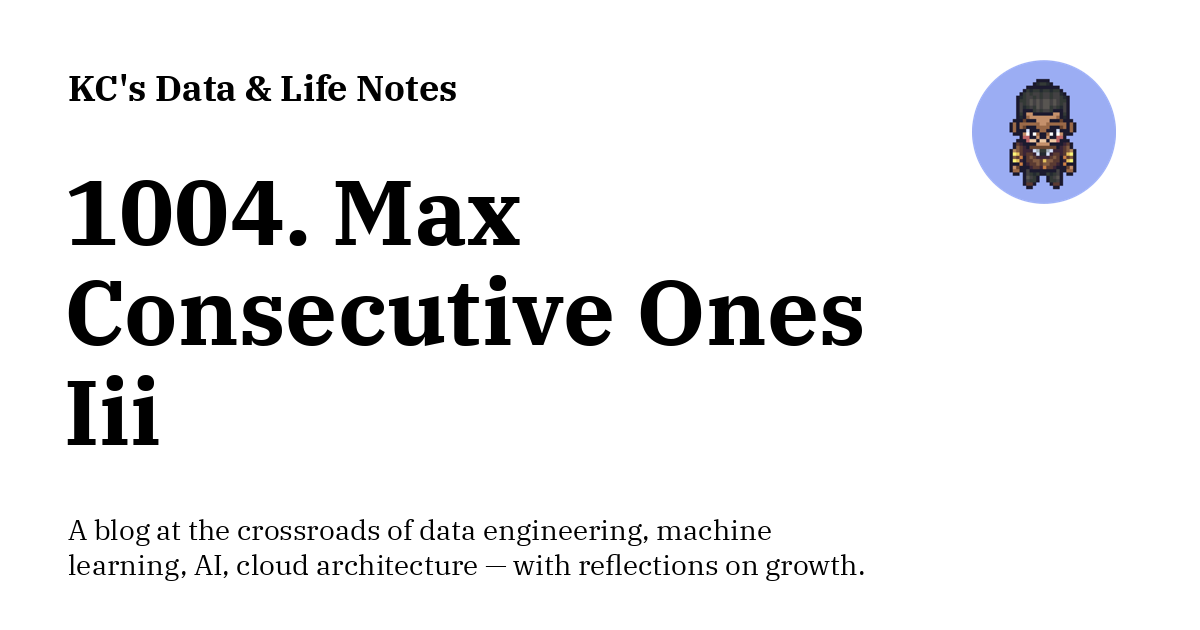 KC's Data & Life Notes
1004. Max
Consecutive Ones
Iii
A blog at the crossroads of data engineering, machine
learning, AI, cloud architecture — with reflections on growth.